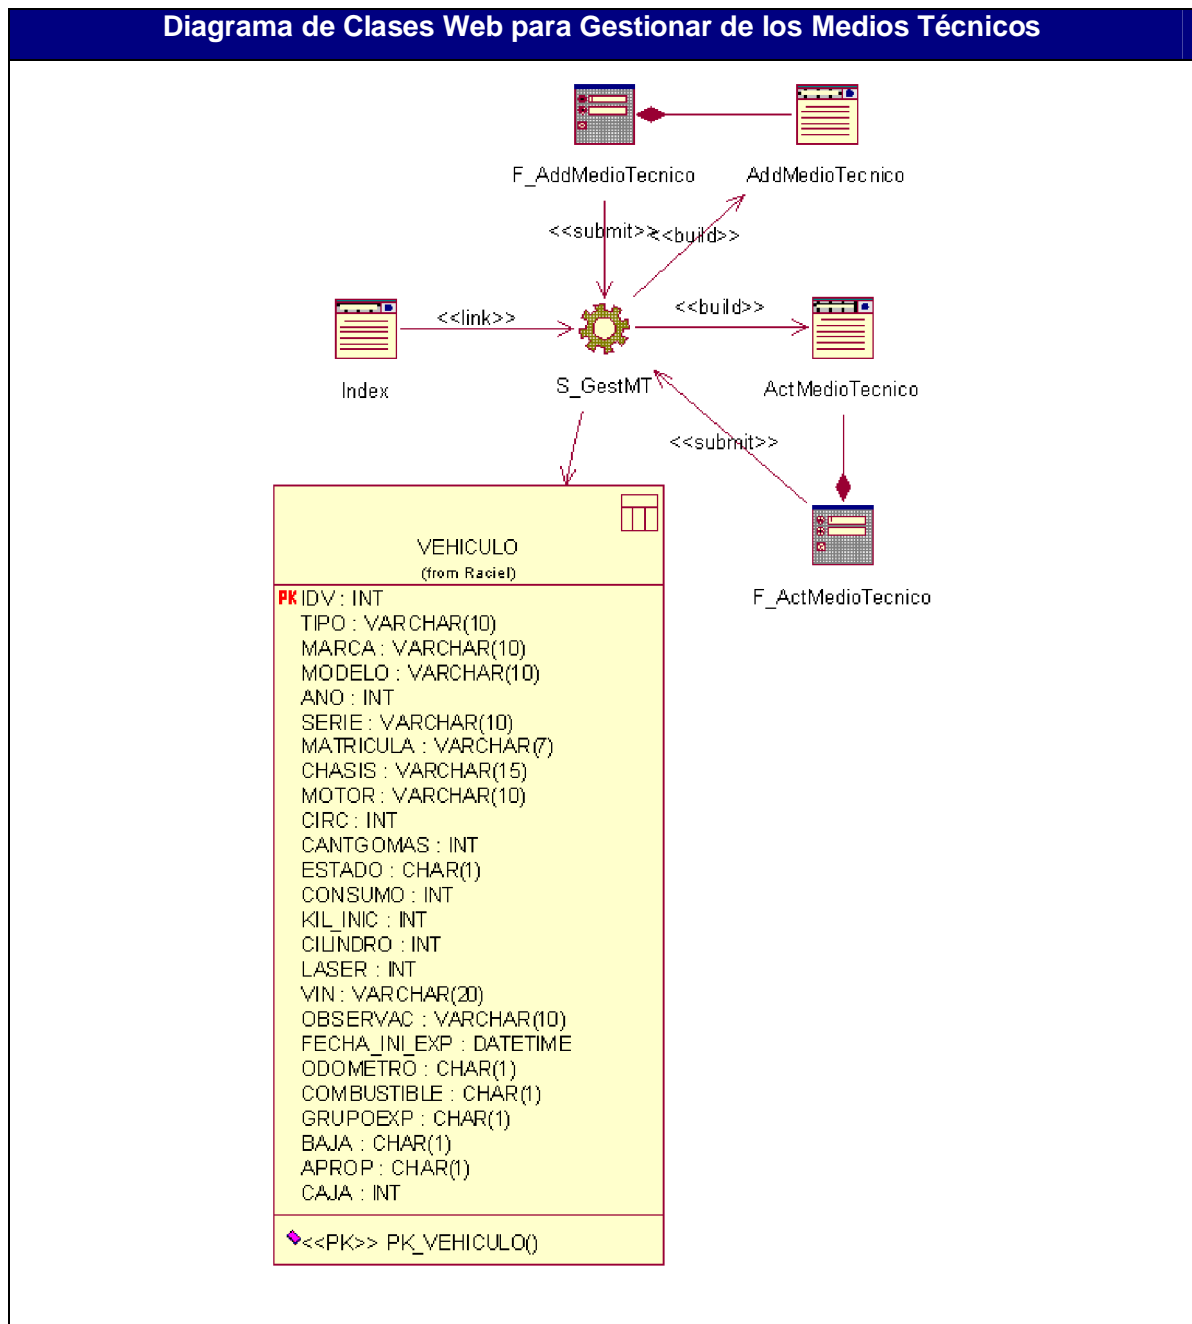 Diagrama de Clases Web para Gestionar de los Medios Técnicos
F_AddMedioTecnico
AddMedioTecnico
<<submit>>
<<build>>
<<link>>
<<build>>
Index
S_GestMT
ActMedioTecnico
<<submit>>
F_ActMedioTecnico
VEHICULO
(from Raciel)
PK IDV : INT
TIPO : VARCHAR(10)
MARCA : VARCHAR(10)
MODELO : VARCHAR(10)
ANO : INT
SERIE : VARCHAR(10)
MATRICULA : VARCHAR(7)
CHASIS : VARCHAR(15)
MOTOR : VARCHAR(10)
CIRC : INT
CANTGOMAS : INT
ESTADO : CHAR(1)
CONSUMO : INT
KIL_INIC : INT
CILINDRO : INT
LASER : INT
VIN : VARCHAR(20)
OBSERVAC : VARCHAR(10)
FECHA_INI_EXP : DATETIME
ODOMETRO : CHAR(1)
COMBUSTIBLE : CHAR(1)
GRUPOEXP : CHAR(1)
BAJA : CHAR(1)
APROP : CHAR(1)
CAJA : INT
<<PK>> PK_VEHICULO()